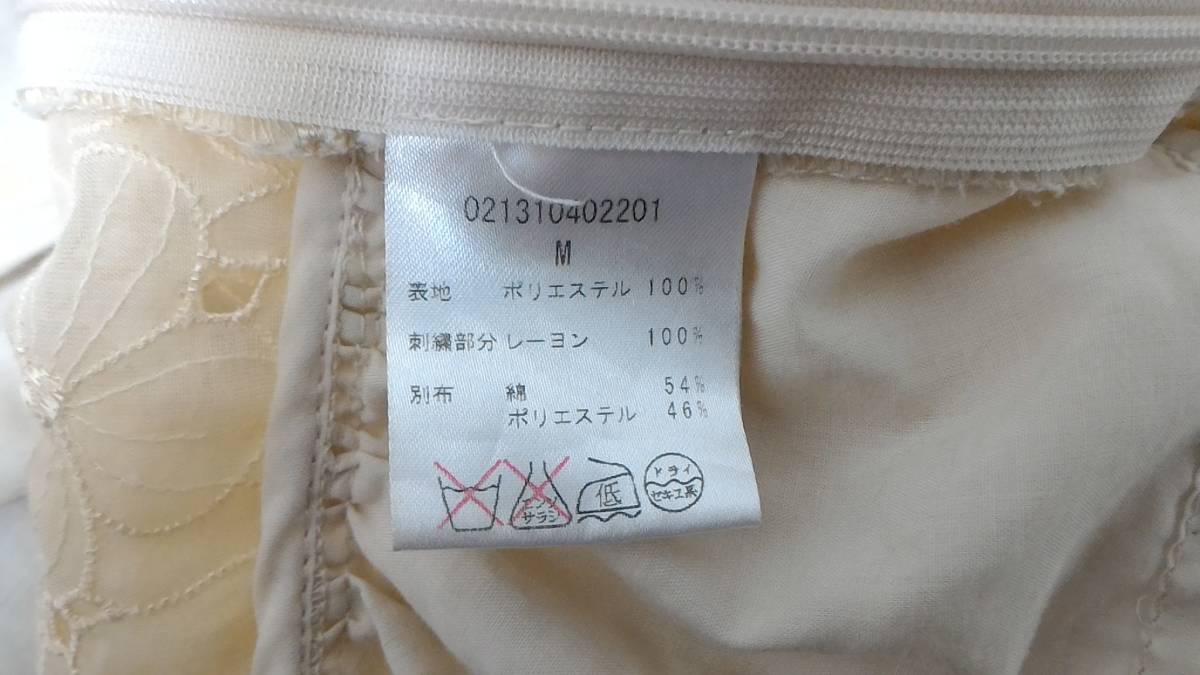 021310402201
M
表地 ポリエステル 100%
刺繍部分 レーヨン 100%
別布 綿 54%
ポリエステル 46%
エンソ
サラシ
低
ドライ
セキユ系